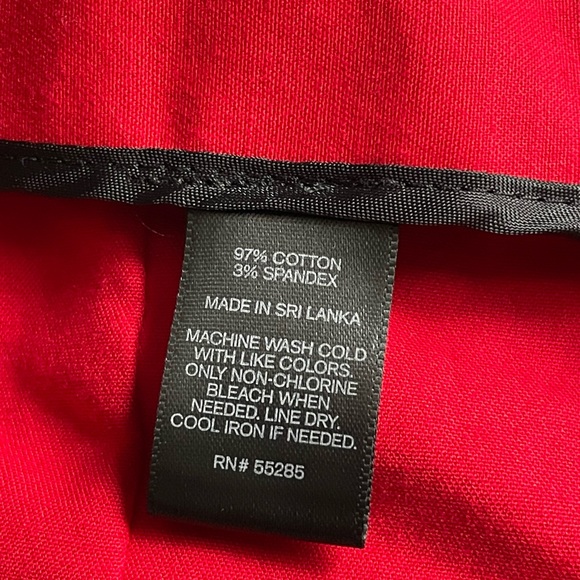 97% COTTON
3% SPANDEX
MADE IN SRI LANKA
MACHINE WASH COLD
WITH LIKE COLORS.
ONLY NON-CHLORINE
BLEACH WHEN
NEEDED. LINE DRY.
COOL IRON IF NEEDED.
RN# 55285